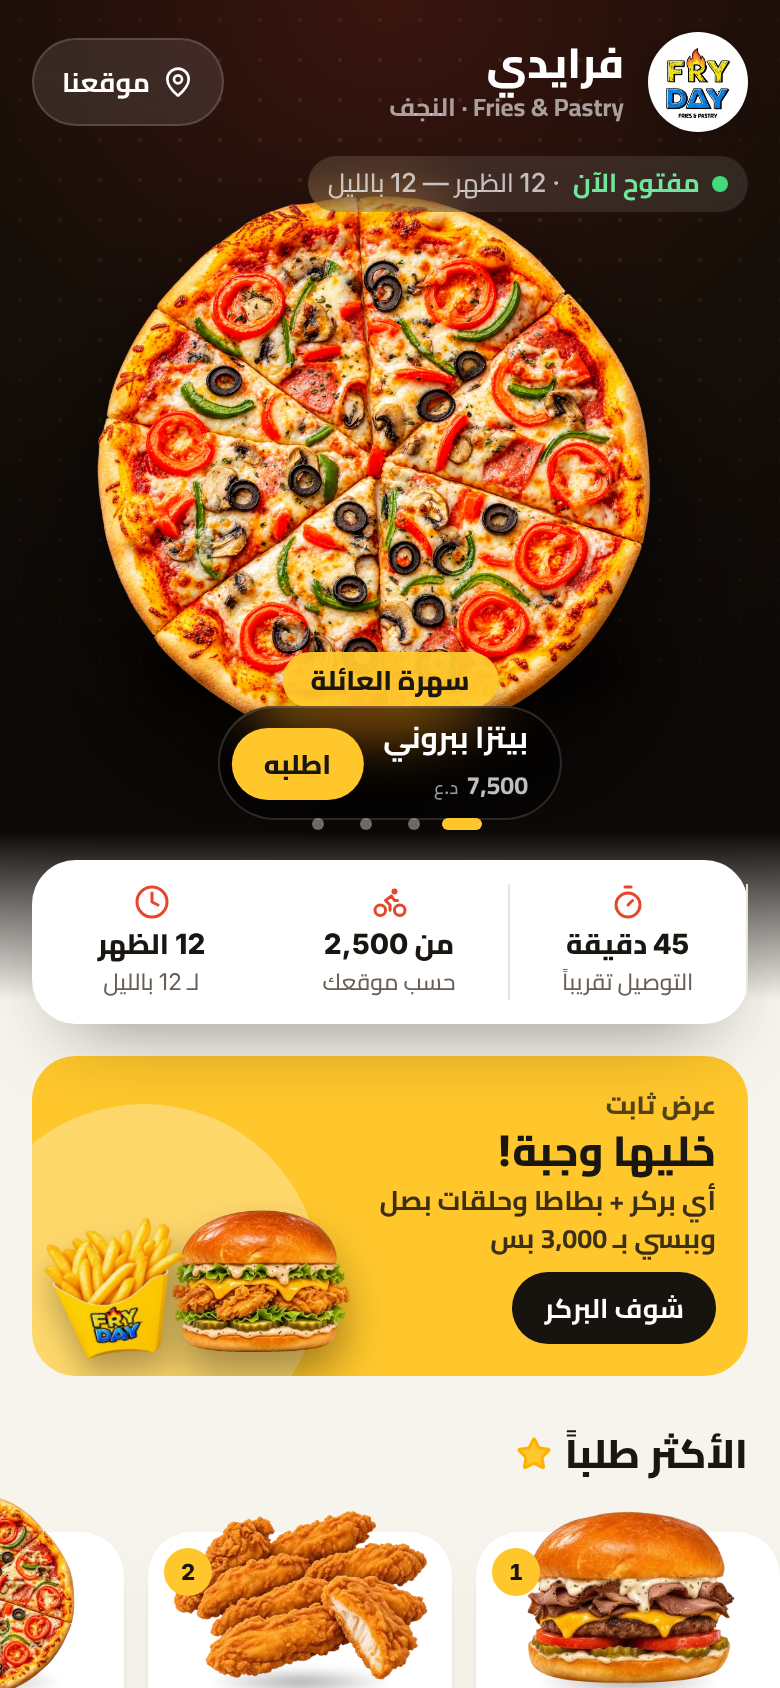 فرايدي
Fries & Pastry · النجف
FRY
DAY
FRIES & PASTRY
موقعنا
مفتوح الآن · 12 الظهر — 12 بالليل
سهرة العائلة
بيتزا ببروني
7,500 د.ع
اطلبه
45 دقيقة
التوصيل تقريباً
من 2,500
حسب موقعك
12 الظهر
لـ 12 بالليل
عرض ثابت
خليها وجبة!
أي بركر + بطاطا وحلقات بصل
وببسي بـ 3,000 بس
شوف البركر
FRY
DAY
الأكثر طلباً
1
2